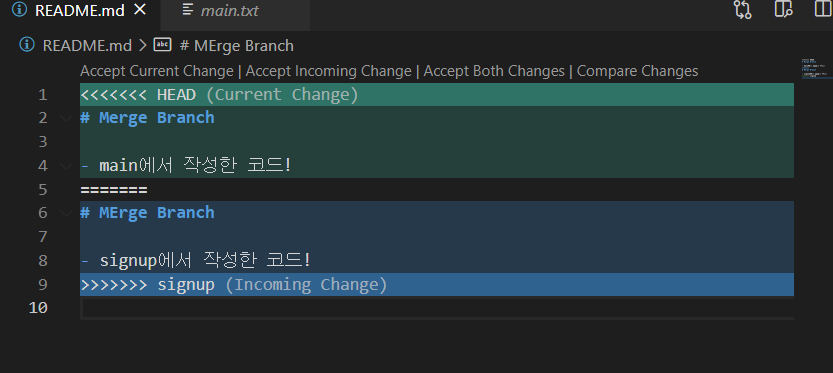 README.md
main.txt
README.md > abc # MErge Branch
Accept Current Change | Accept Incoming Change | Accept Both Changes | Compare Changes
1 <<<<<<< HEAD (Current Change)
2 # Merge Branch
3
4 - main에서 작성한 코드!
5 =======
6 # MErge Branch
7
8 - signup에서 작성한 코드!
9 >>>>>>> signup (Incoming Change)
10